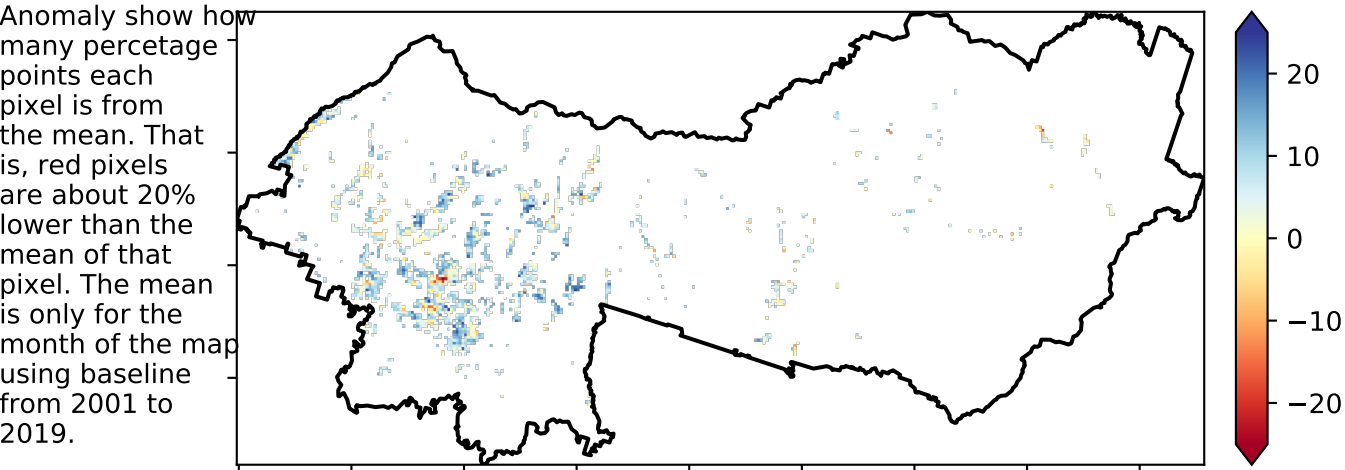 Anomaly show how
many percetage
points each
pixel is from
the mean. That
is, red pixels
are about 20%
lower than the
mean of that
pixel. The mean
is only for the
month of the map
using baseline
from 2001 to
2019.
20
10
0
−10
−20